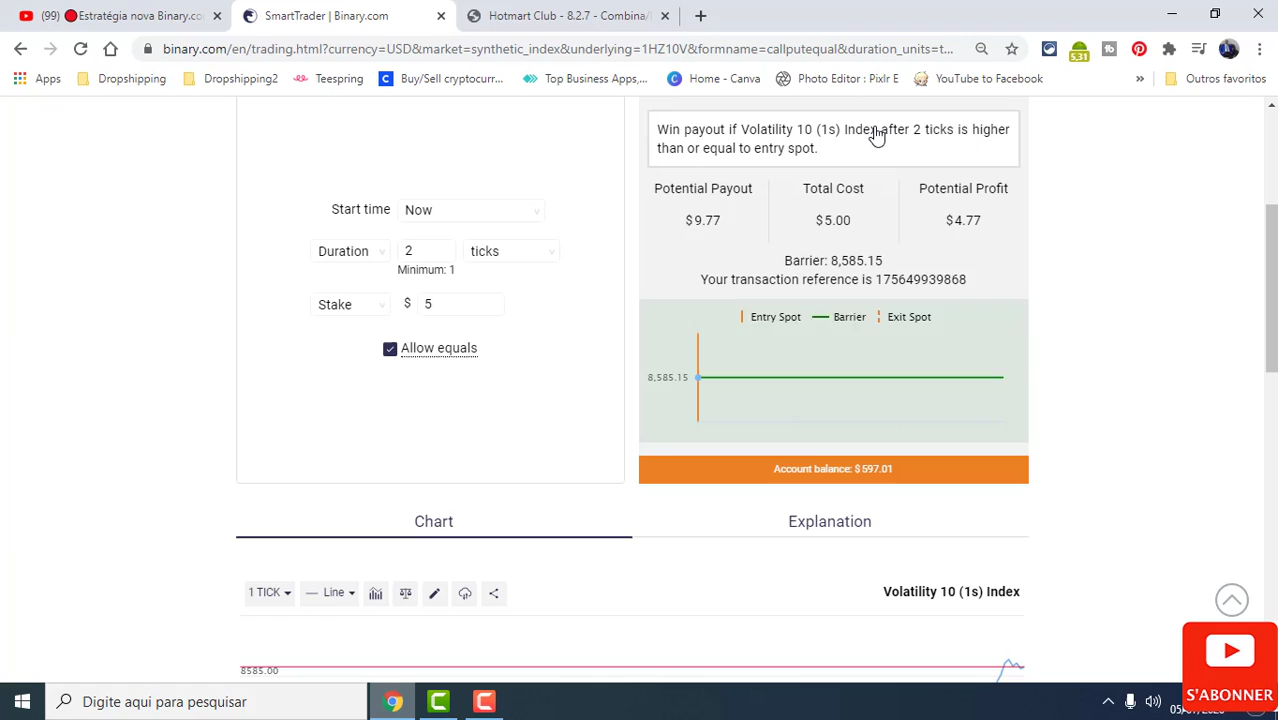 (99) Estratégia nova Binary.com
SmartTrader | Binary.com
Hotmart Club - 8.2.7 - Combina/
binary.com/en/trading.html?currency=USD&market=synthetic_index&underlying=1HZ10V&formname=callputequal&duration_units=t...
5,31
Apps
Dropshipping
Dropshipping2
Teespring
Buy/Sell cryptocurr...
Top Business Apps,...
Home - Canva
Photo Editor : Pixlr E
YouTube to Facebook
»
Outros favoritos
Win payout if Volatility 10 (1s) Index after 2 ticks is higher
than or equal to entry spot.
Potential Payout
Total Cost
Potential Profit
$9.77
$5.00
$4.77
Start time
Now
Duration
2
ticks
Minimum: 1
Stake
$
5
Allow equals
Barrier: 8,585.15
Your transaction reference is 175649939868
Entry Spot
Barrier
Exit Spot
8,585.15
Account balance: $597.01
Chart
Explanation
1 TICK
Line
Volatility 10 (1s) Index
8585.00
S'ABONNER
Digite aqui para pesquisar